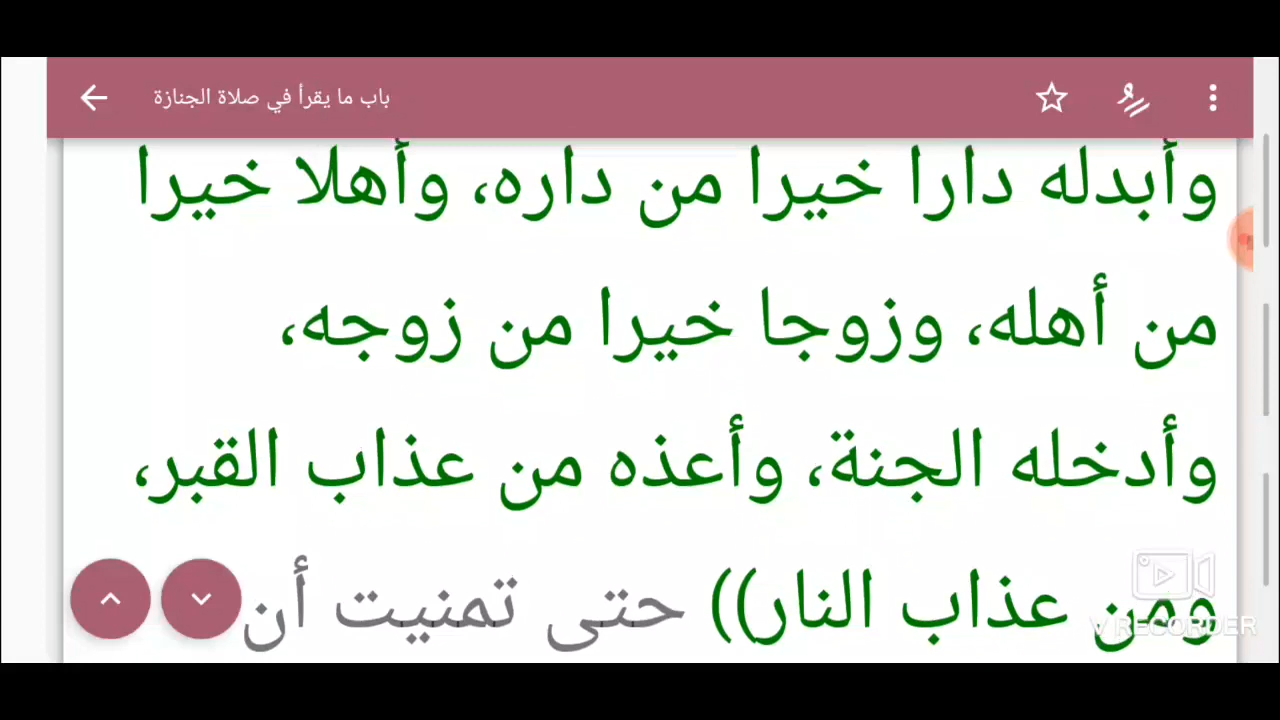 باب ما يقرأ في صلاة الجنازة
وأبدله دارا خيرا من داره، وأهلا خيرا
من أهله، وزوجا خيرا من زوجه،
وأدخله الجنة، وأعذه من عذاب القبر،
ومن عذاب النار)) حتى تمنيت أن
V RECORDER